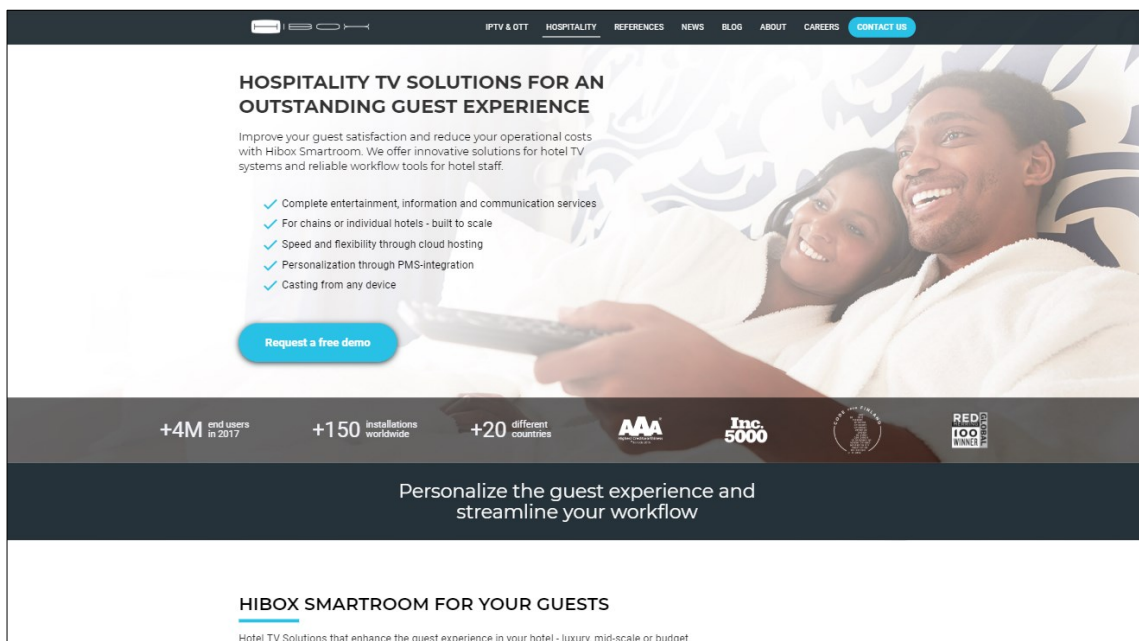 HIBOX
IPTV & OTT HOSPITALITY REFERENCES NEWS BLOG ABOUT CAREERS CONTACT US
HOSPITALITY TV SOLUTIONS FOR AN
OUTSTANDING GUEST EXPERIENCE
Improve your guest satisfaction and reduce your operational costs
with Hibox Smartroom. We offer innovative solutions for hotel TV
systems and reliable workflow tools for hotel staff.
Complete entertainment, information and communication services
For chains or individual hotels - built to scale
Speed and flexibility through cloud hosting
Personalization through PMS-integration
Casting from any device
Request a free demo
+4M end users
in 2017
+150 installations
worldwide
+20 different
countries
AAA
Inc.
5000
CODE FROM FINLAND
RED
100
WINNER
GLOBAL
Personalize the guest experience and
streamline your workflow
HIBOX SMARTROOM FOR YOUR GUESTS
Hotel TV Solutions that enhance the guest experience in your hotel - luxury, mid-scale or budget